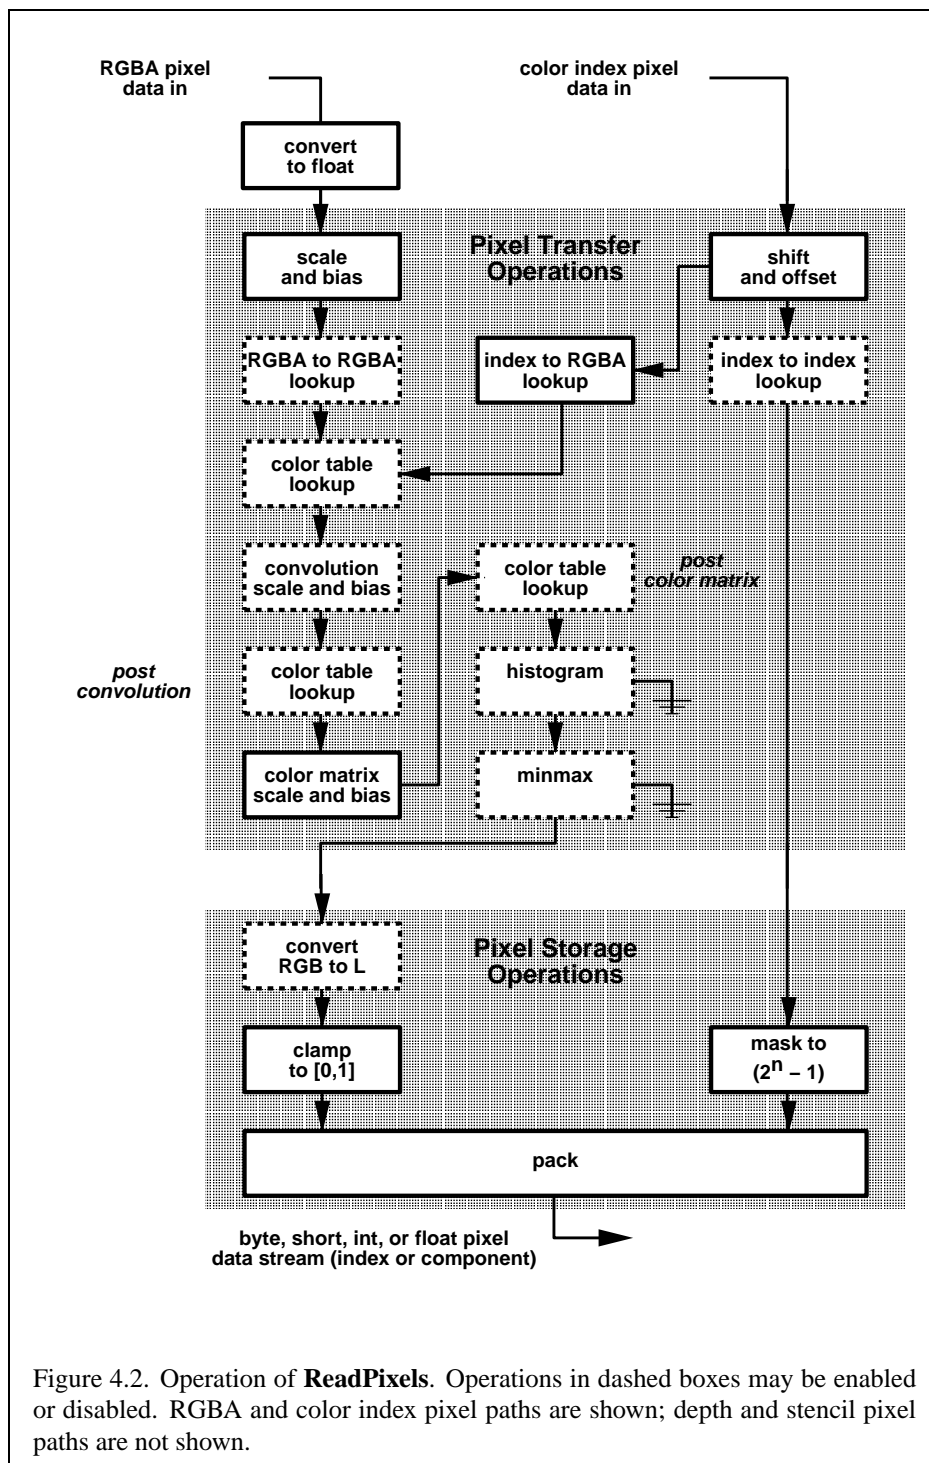 RGBA pixel
data in
color index pixel
data in
convert
to float
Pixel Transfer
Operations
scale
and bias
shift
and offset
RGBA to RGBA
lookup
index to RGBA
lookup
index to index
lookup
color table
lookup
convolution
scale and bias
color table
lookup
post
color matrix
post
convolution
color table
lookup
histogram
color matrix
scale and bias
minmax
convert
RGB to L
Pixel Storage
Operations
clamp
to [0,1]
mask to
(2ⁿ – 1)
pack
byte, short, int, or float pixel
data stream (index or component)
Figure 4.2. Operation of ReadPixels. Operations in dashed boxes may be enabled
or disabled. RGBA and color index pixel paths are shown; depth and stencil pixel
paths are not shown.